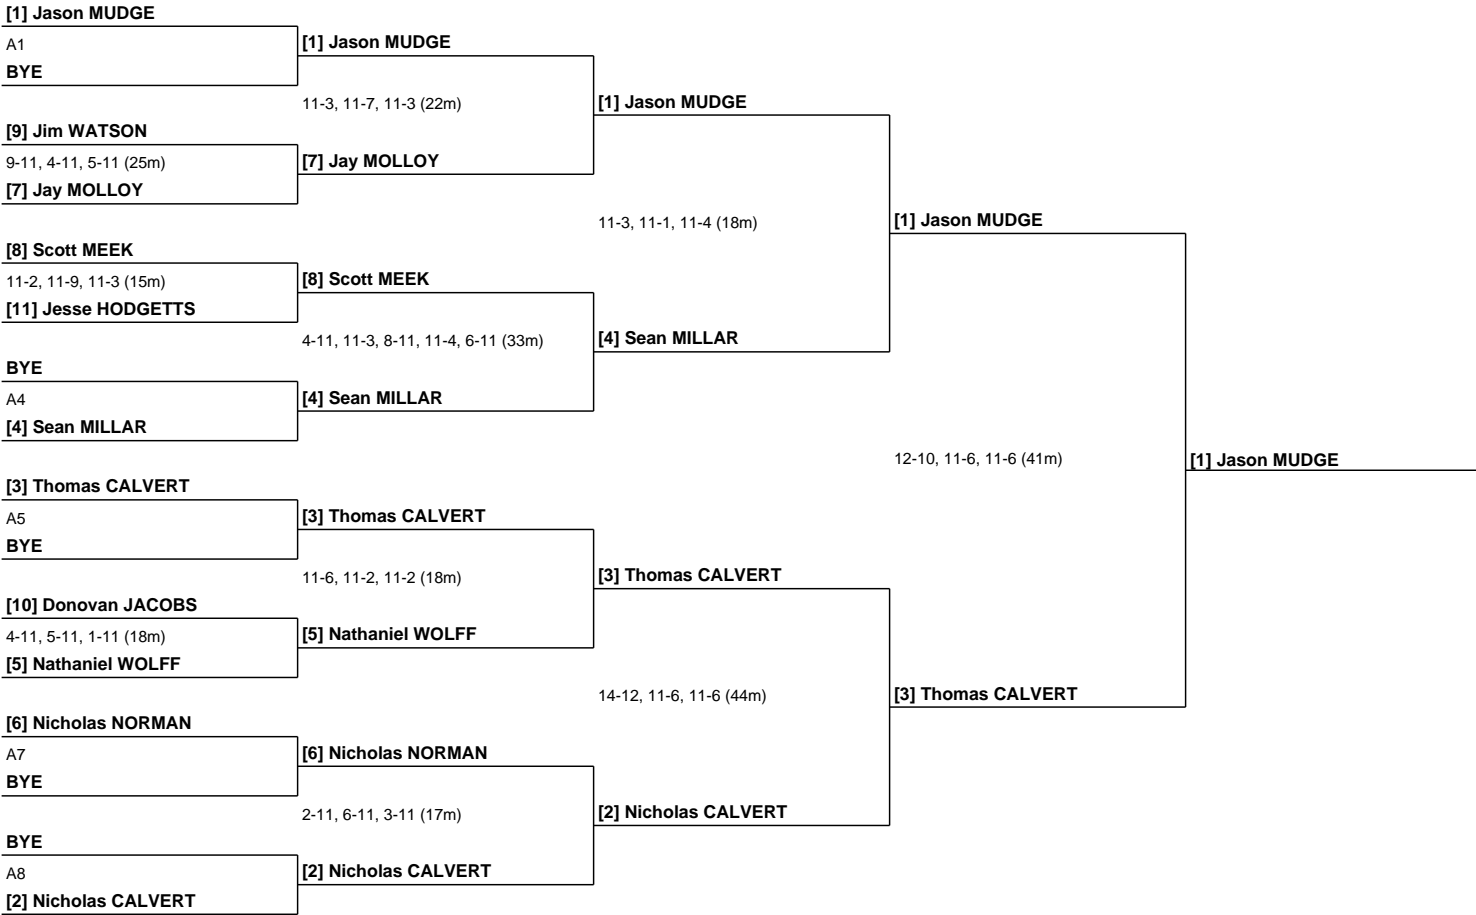 [1] Jason MUDGE
A1
BYE
[9] Jim WATSON
9-11, 4-11, 5-11 (25m)
[7] Jay MOLLOY
[8] Scott MEEK
11-2, 11-9, 11-3 (15m)
[11] Jesse HODGETTS
BYE
A4
[4] Sean MILLAR
[3] Thomas CALVERT
A5
BYE
[10] Donovan JACOBS
4-11, 5-11, 1-11 (18m)
[5] Nathaniel WOLFF
[6] Nicholas NORMAN
A7
BYE
BYE
A8
[2] Nicholas CALVERT
[1] Jason MUDGE
11-3, 11-7, 11-3 (22m)
[7] Jay MOLLOY
[8] Scott MEEK
4-11, 11-3, 8-11, 11-4, 6-11 (33m)
[4] Sean MILLAR
[3] Thomas CALVERT
11-6, 11-2, 11-2 (18m)
[5] Nathaniel WOLFF
[6] Nicholas NORMAN
2-11, 6-11, 3-11 (17m)
[2] Nicholas CALVERT
[1] Jason MUDGE
11-3, 11-1, 11-4 (18m)
[4] Sean MILLAR
[3] Thomas CALVERT
14-12, 11-6, 11-6 (44m)
[2] Nicholas CALVERT
[1] Jason MUDGE
12-10, 11-6, 11-6 (41m)
[3] Thomas CALVERT
[1] Jason MUDGE